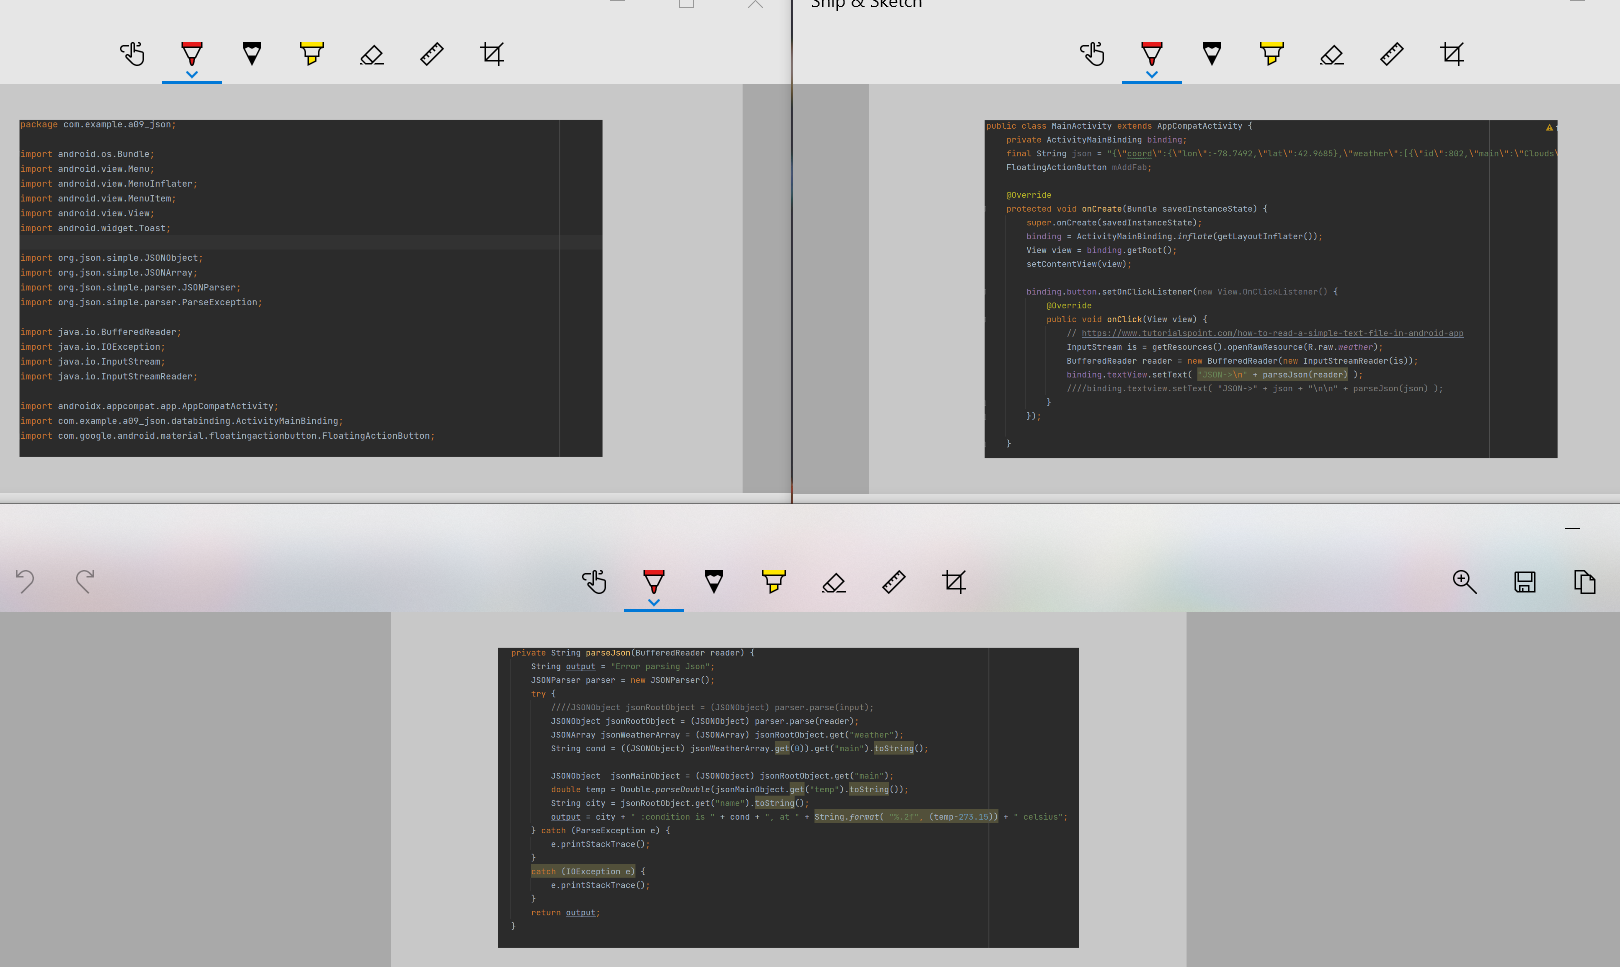 Snip & Sketch
package com.example.a09_json;
import android.os.Bundle;
import android.view.Menu;
import android.view.MenuInflater;
import android.view.MenuItem;
import android.view.View;
import android.widget.Toast;
import org.json.simple.JSONObject;
import org.json.simple.JSONArray;
import org.json.simple.parser.JSONParser;
import org.json.simple.parser.ParseException;
import java.io.BufferedReader;
import java.io.IOException;
import java.io.InputStream;
import java.io.InputStreamReader;
import androidx.appcompat.app.AppCompatActivity;
import com.example.a09_json.databinding.ActivityMainBinding;
import com.google.android.material.floatingactionbutton.FloatingActionButton;
public class MainActivity extends AppCompatActivity {
private ActivityMainBinding binding;
final String json = "{\"coord\":{\"lon\":-78.7492,\"lat\":42.9685},\"weather\":[{\"id\":802,\"main\":\"Clouds\
FloatingActionButton mAddFab;
@Override
protected void onCreate(Bundle savedInstanceState) {
super.onCreate(savedInstanceState);
binding = ActivityMainBinding.inflate(getLayoutInflater());
View view = binding.getRoot();
setContentView(view);
binding.button.setOnClickListener(new View.OnClickListener() {
@Override
public void onClick(View view) {
// https://www.tutorialspoint.com/how-to-read-a-simple-text-file-in-android-app
InputStream is = getResources().openRawResource(R.raw.weather);
BufferedReader reader = new BufferedReader(new InputStreamReader(is));
binding.textView.setText( "JSON->\n" + parseJson(reader) );
////binding.textview.setText( "JSON->" + json + "\n\n" + parseJson(json) );
}
});
}
private String parseJson(BufferedReader reader) {
String output = "Error parsing Json";
JSONParser parser = new JSONParser();
try {
////JSONObject jsonRootObject = (JSONObject) parser.parse(input);
JSONObject jsonRootObject = (JSONObject) parser.parse(reader);
JSONArray jsonWeatherArray = (JSONArray) jsonRootObject.get("weather");
String cond = ((JSONObject) jsonWeatherArray.get(0)).get("main").toString();
JSONObject  jsonMainObject = (JSONObject) jsonRootObject.get("main");
double temp = Double.parseDouble(jsonMainObject.get("temp").toString());
String city = jsonRootObject.get("name").toString();
output = city + " :condition is " + cond + ", at " + String.format( "%.2f", (temp-273.15)) + " celsius";
} catch (ParseException e) {
e.printStackTrace();
}
catch (IOException e) {
e.printStackTrace();
}
return output;
}